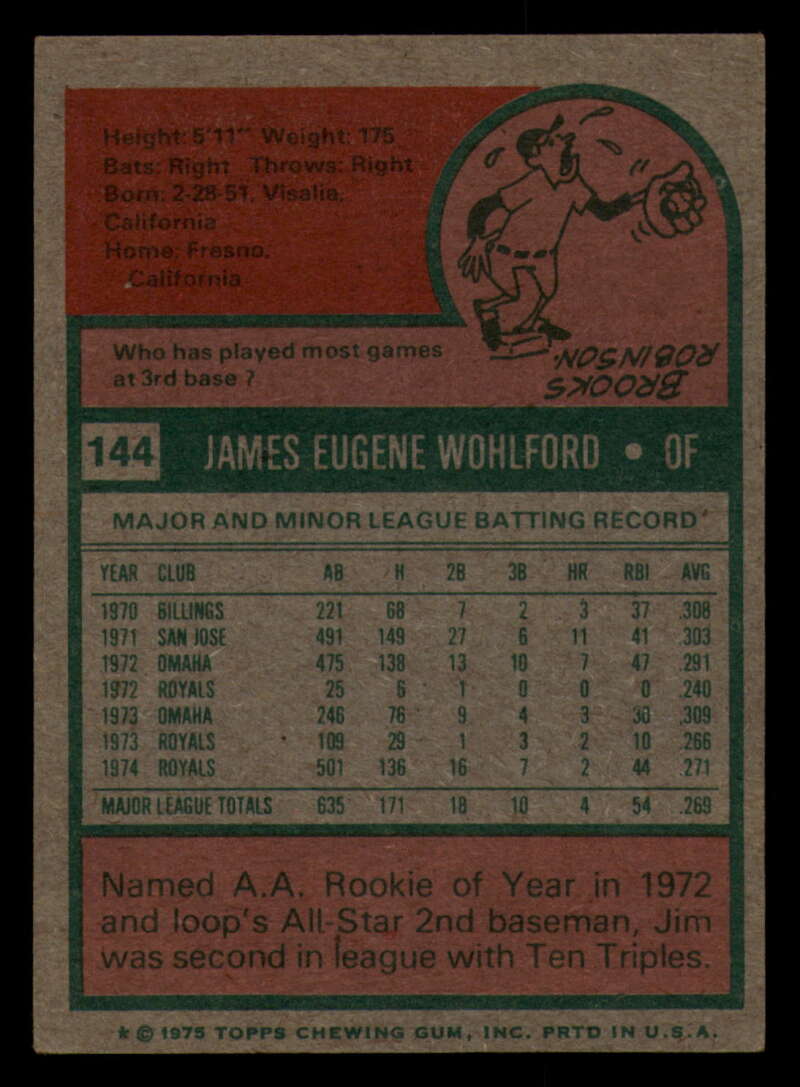 Height: 5'11" Weight: 175
Bats: Right Throws: Right
Born: 2-28-51, Visalia,
California
Home: Fresno,
California
Who has played most games
at 3rd base ?
BROOKS
ROBINSON
144 JAMES EUGENE WOHLFORD • OF
MAJOR AND MINOR LEAGUE BATTING RECORD
YEAR CLUB AB H 2B 3B HR RBI AVG
1970 BILLINGS 221 68 7 2 3 37 .308
1971 SAN JOSE 491 149 27 6 11 41 .303
1972 OMAHA 475 138 13 10 7 47 .291
1972 ROYALS 25 6 1 0 0 0 .240
1973 OMAHA 246 76 9 4 3 38 .309
1973 ROYALS 109 29 1 3 2 10 .266
1974 ROYALS 501 136 16 7 2 44 .271
MAJOR LEAGUE TOTALS 635 171 18 10 4 54 .269
Named A.A. Rookie of Year in 1972
and loop's All-Star 2nd baseman, Jim
was second in league with Ten Triples.
* © 1975 TOPPS CHEWING GUM, INC. PRTD IN U.S.A.